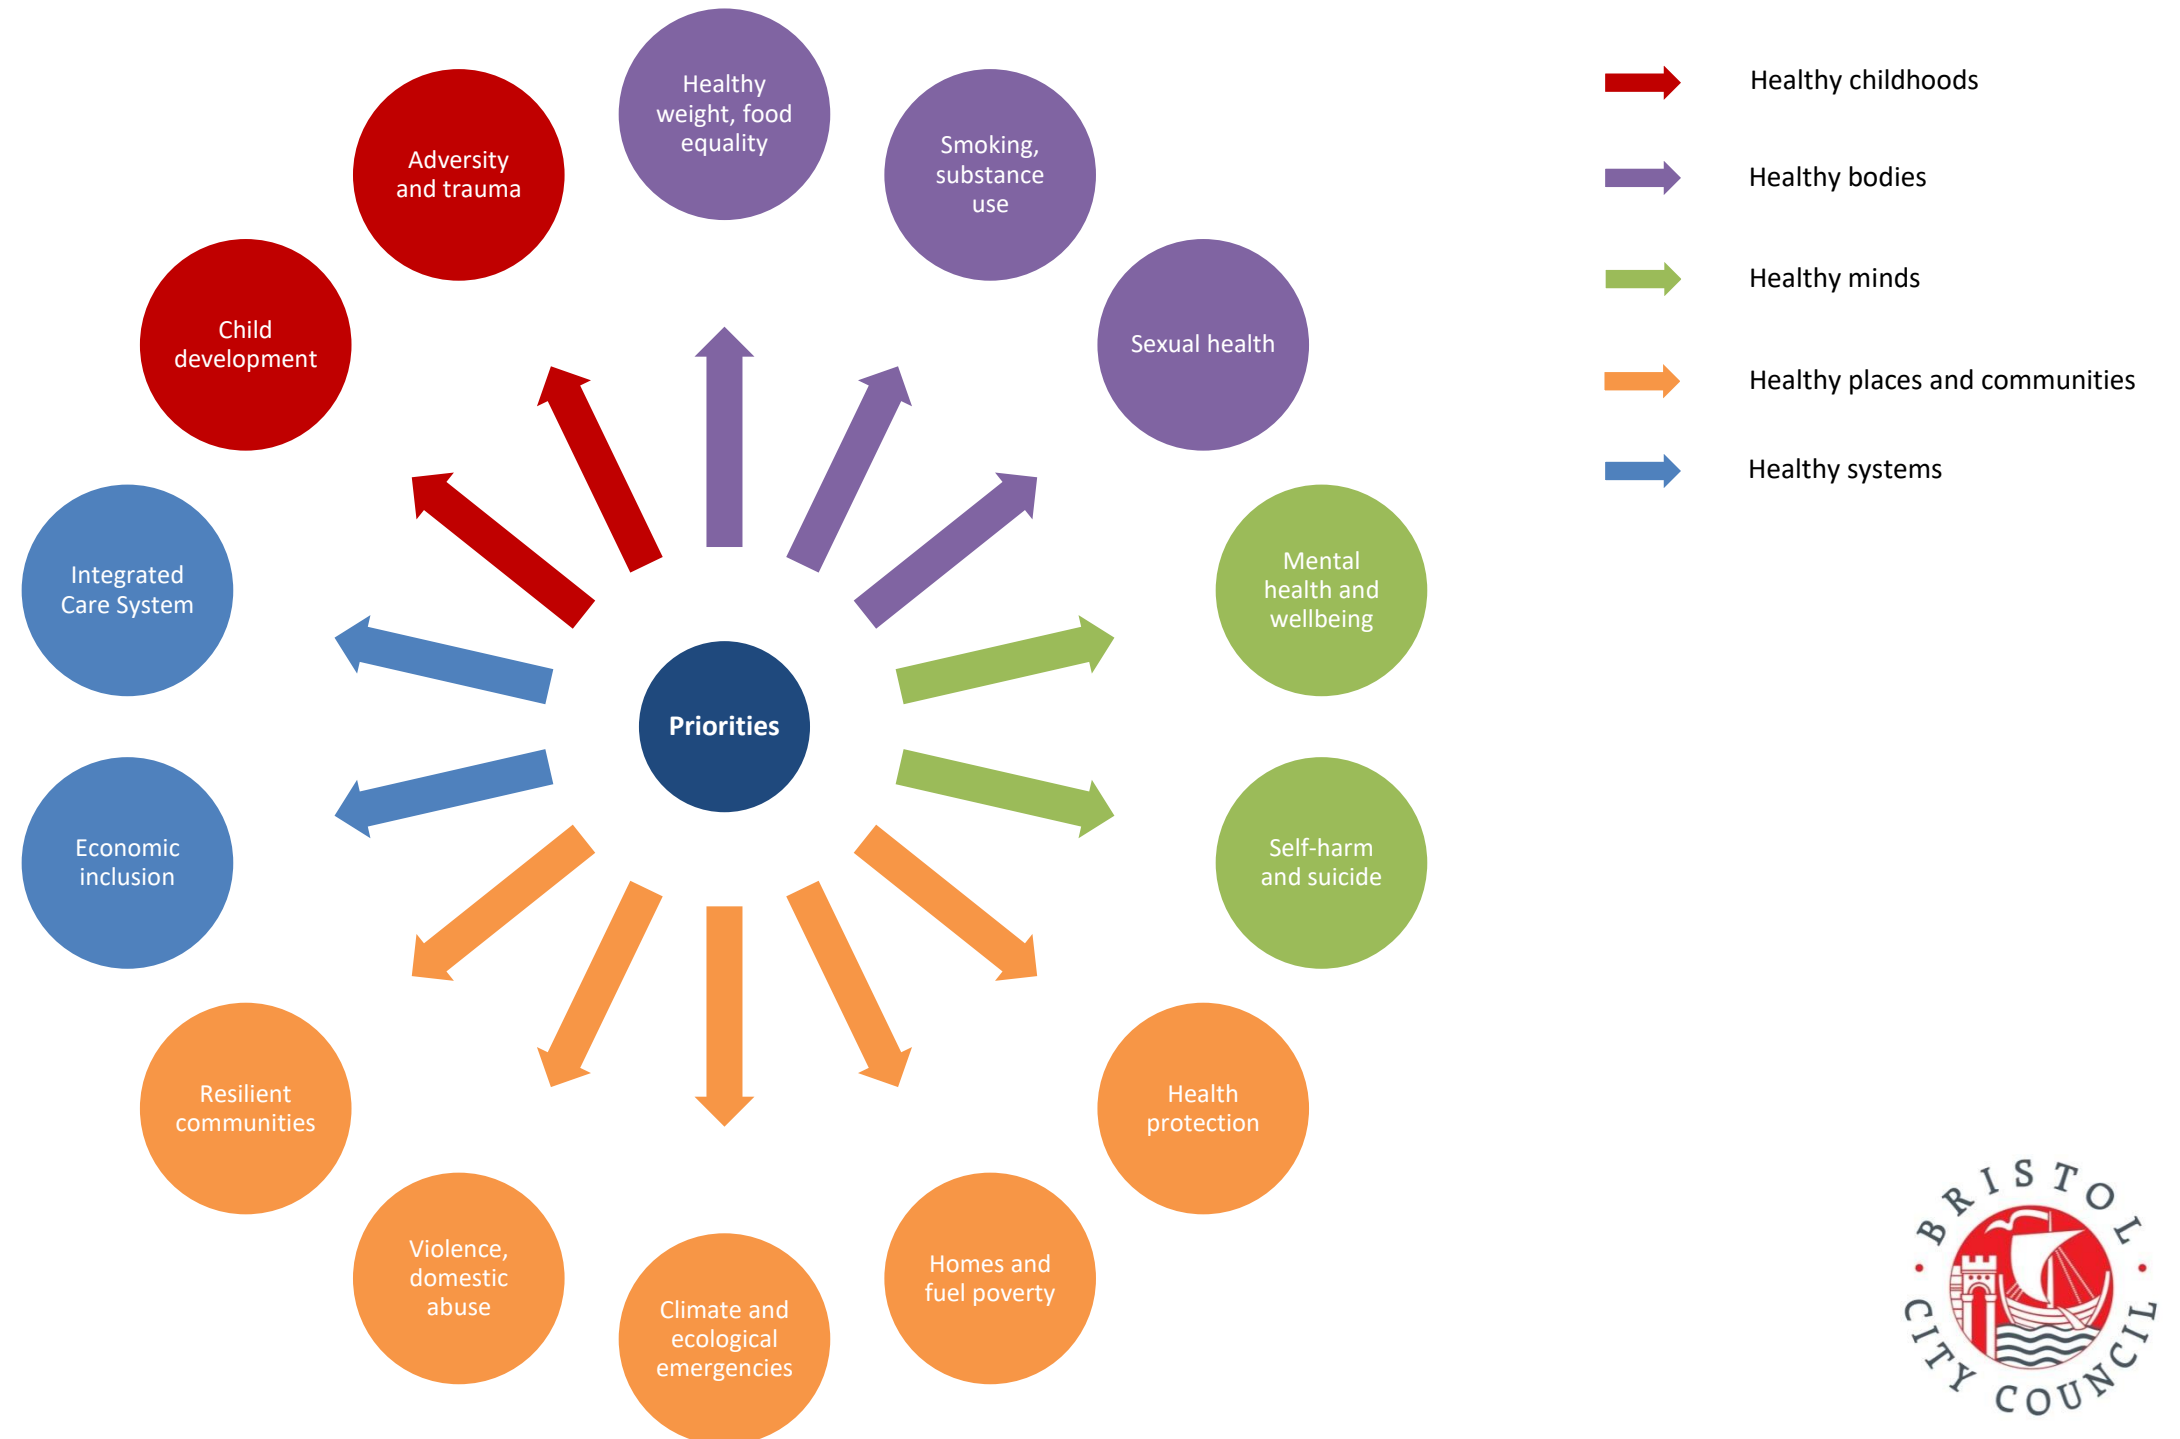 Healthy
weight, food
equality
Smoking,
substance
use
Sexual health
Mental
health and
wellbeing
Self-harm
and suicide
Health
protection
Homes and
fuel poverty
Climate and
ecological
emergencies
Violence,
domestic
abuse
Resilient
communities
Economic
inclusion
Integrated
Care System
Child
development
Adversity
and trauma
Priorities
Healthy childhoods
Healthy bodies
Healthy minds
Healthy places and communities
Healthy systems
BRISTOL
CITY COUNCIL